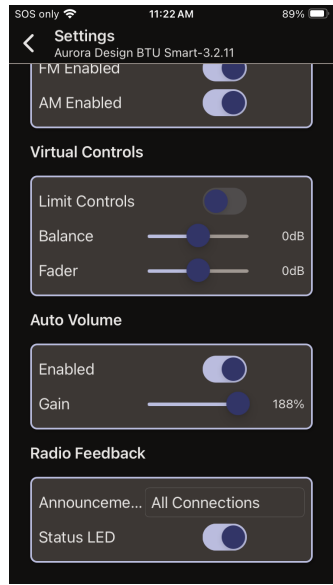 SOS only 11:22 AM 89%
Settings
Aurora Design BTU Smart-3.2.11
FM Enabled
AM Enabled
Virtual Controls
Limit Controls
Balance 0dB
Fader 0dB
Auto Volume
Enabled
Gain 188%
Radio Feedback
Announceme... All Connections
Status LED